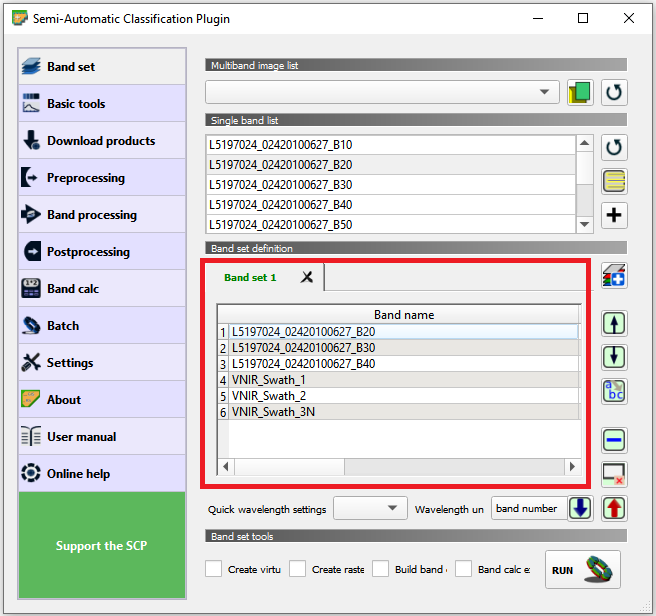 Semi-Automatic Classification Plugin
Band set
Basic tools
Download products
Preprocessing
Band processing
Postprocessing
Band calc
Batch
Settings
About
User manual
Online help
Support the SCP
Multiband image list
Single band list
L5197024_02420100627_B10
L5197024_02420100627_B20
L5197024_02420100627_B30
L5197024_02420100627_B40
L5197024_02420100627_B50
Band set definition
Band set 1
Band name
1 L5197024_02420100627_B20
2 L5197024_02420100627_B30
3 L5197024_02420100627_B40
4 VNIR_Swath_1
5 VNIR_Swath_2
6 VNIR_Swath_3N
Quick wavelength settings
Wavelength un
band number
Band set tools
Create virtu
Create raste
Build band
Band calc e
RUN